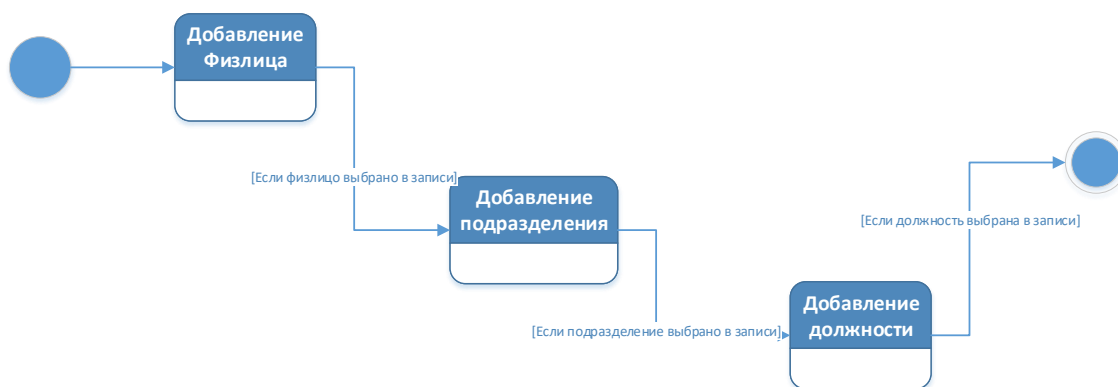 Добавление
Физлица
[Если физлицо выбрано в записи]
Добавление
подразделения
[Если должность выбрана в записи]
Добавление
должности
[Если подразделение выбрано в записи]